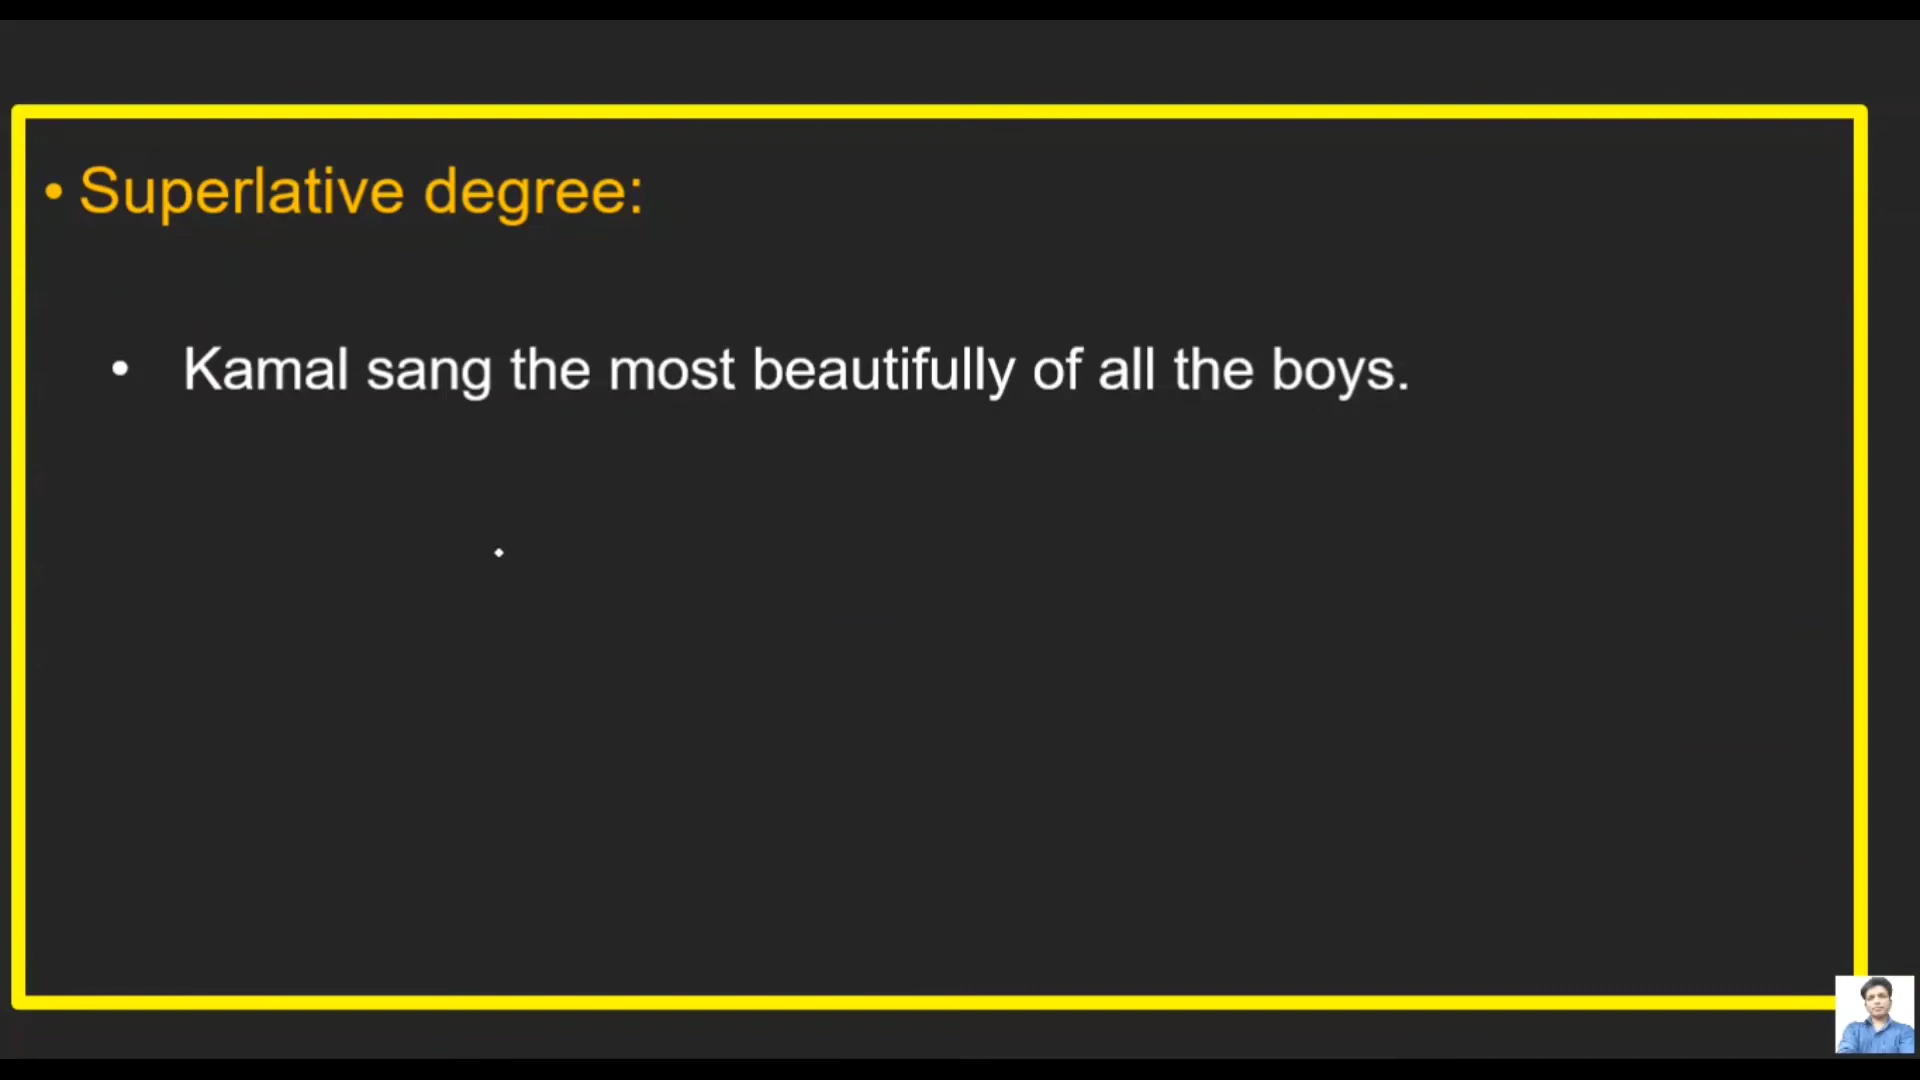 • Superlative degree:
• Kamal sang the most beautifully of all the boys.